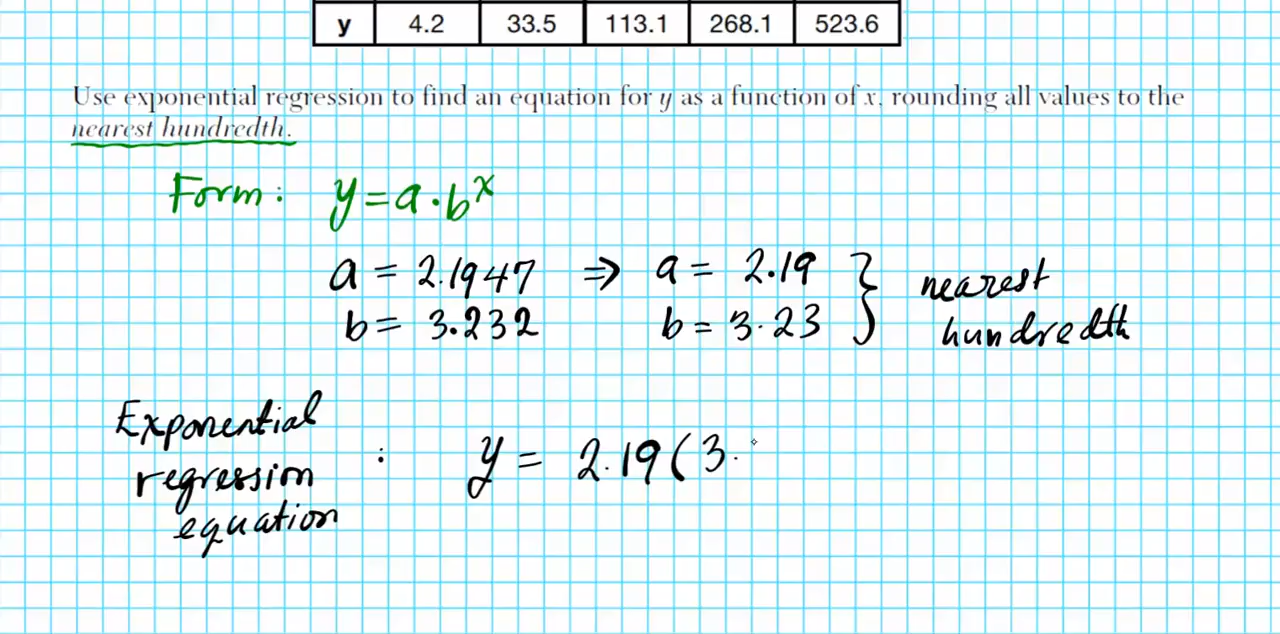 y 4.2 33.5 113.1 268.1 523.6
Use exponential regression to find an equation for y as a function of x, rounding all values to the
nearest hundredth.
Form: y = a · b^x
a = 2.1947 ⇒ a = 2.19 } nearest
b = 3.232 b = 3.23 hundredth
Exponential
regression : y = 2.19(3.
equation